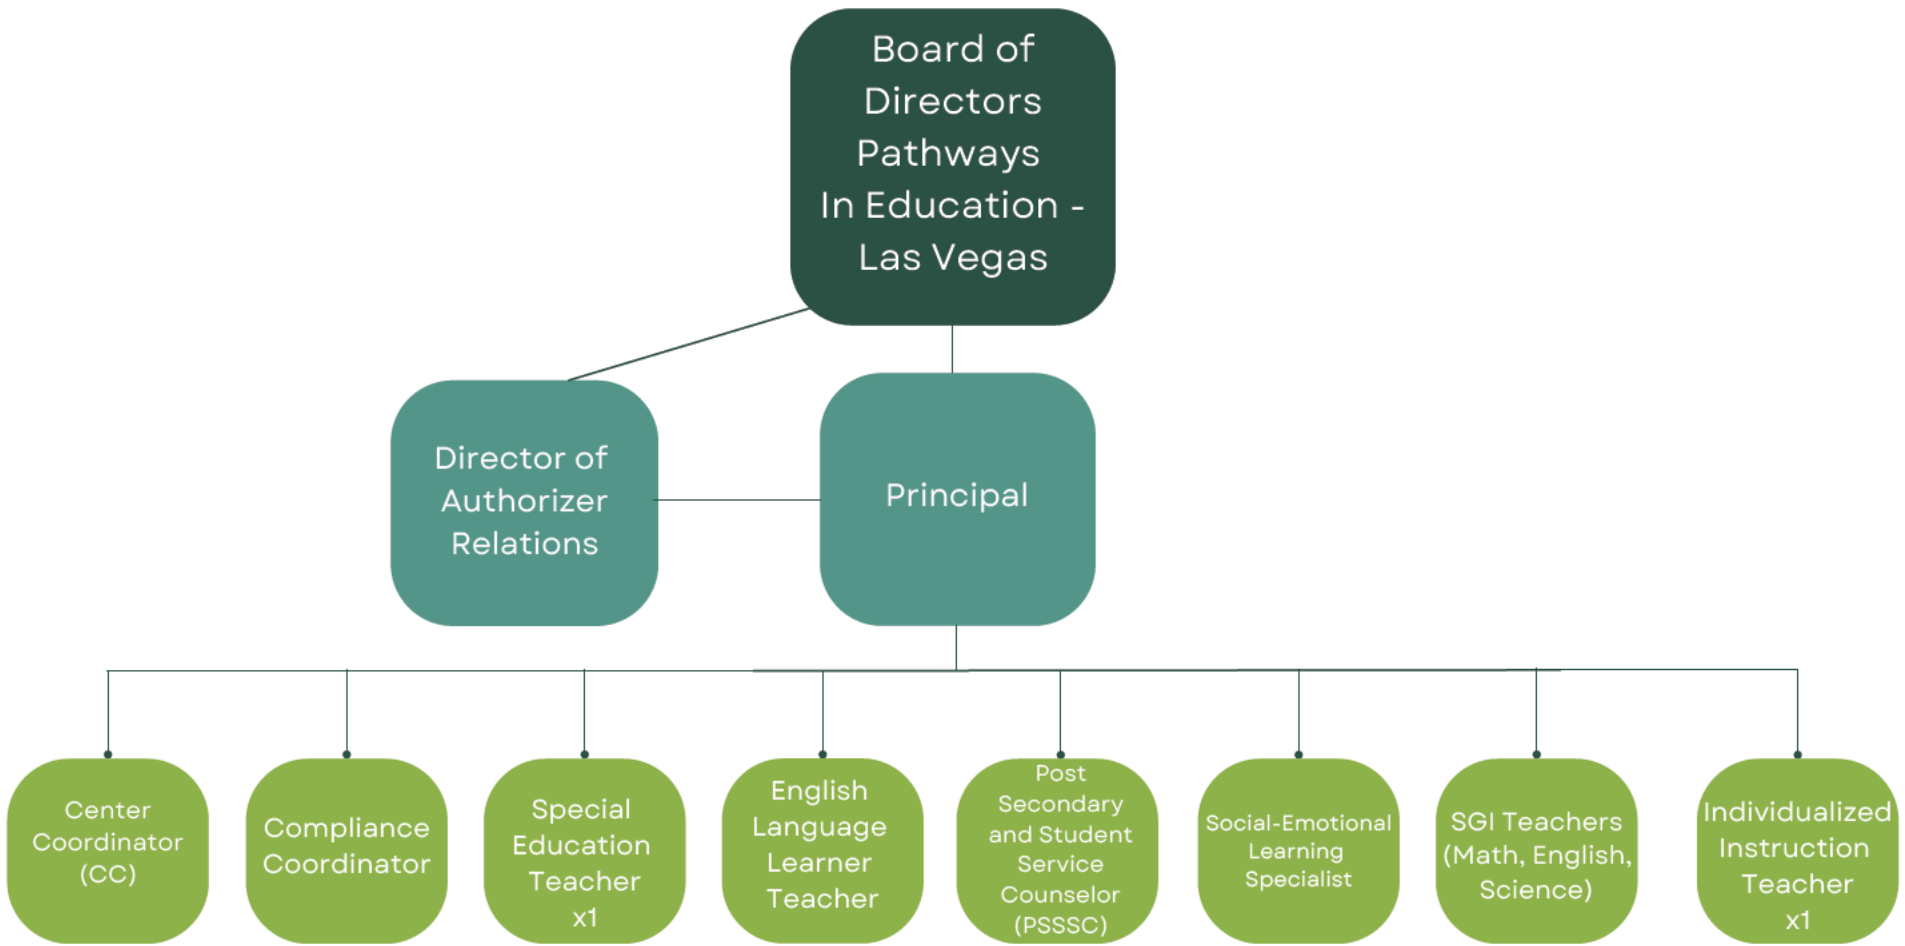 Board of
Directors
Pathways
In Education -
Las Vegas
Director of
Authorizer
Relations
Principal
Center
Coordinator
(CC)
Compliance
Coordinator
Special
Education
Teacher
x1
English
Language
Learner
Teacher
Post
Secondary
and Student
Service
Counselor
(PSSSC)
Social-Emotional
Learning
Specialist
SGI Teachers
(Math, English,
Science)
Individualized
Instruction
Teacher
x1